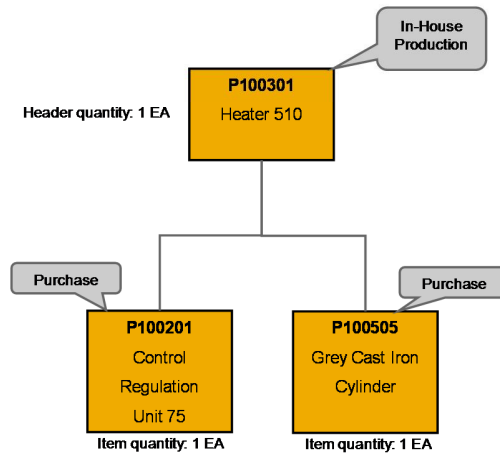 In-House
Production
P100301
Heater 510
Header quantity: 1 EA
Purchase
Purchase
P100201
Control
Regulation
Unit 75
P100505
Grey Cast Iron
Cylinder
Item quantity: 1 EA
Item quantity: 1 EA